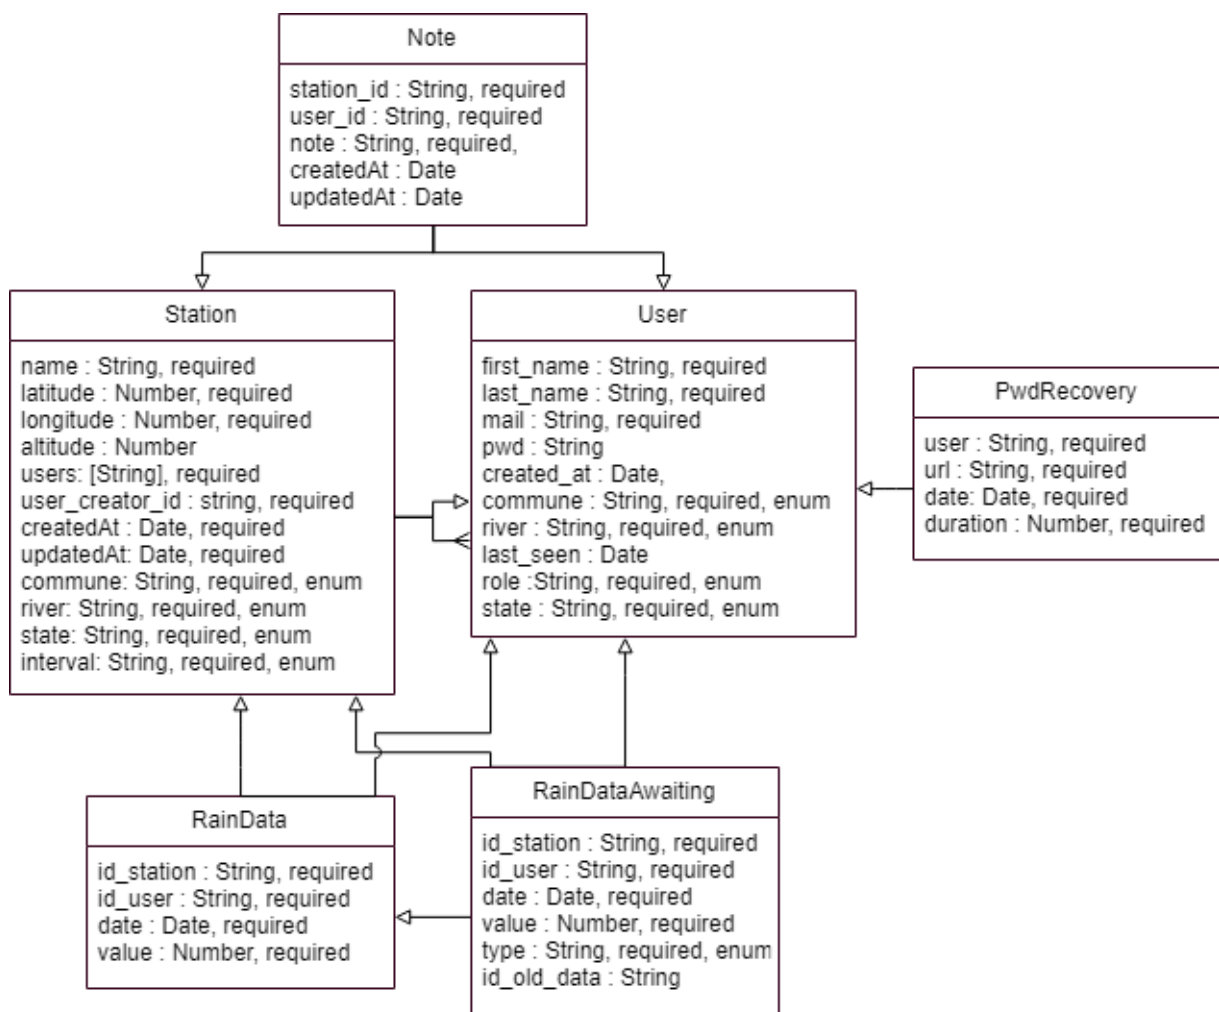 Note
station_id : String, required
user_id : String, required
note : String, required,
createdAt : Date
updatedAt : Date
Station
name : String, required
latitude : Number, required
longitude : Number, required
altitude : Number
users: [String], required
user_creator_id : string, required
createdAt : Date, required
updatedAt: Date, required
commune: String, required, enum
river: String, required, enum
state: String, required, enum
interval: String, required, enum
User
first_name : String, required
last_name : String, required
mail : String, required
pwd : String
created_at : Date,
commune : String, required, enum
river : String, required, enum
last_seen : Date
role :String, required, enum
state : String, required, enum
PwdRecovery
user : String, required
url : String, required
date: Date, required
duration : Number, required
RainData
id_station : String, required
id_user : String, required
date : Date, required
value : Number, required
RainDataAwaiting
id_station : String, required
id_user : String, required
date : Date, required
value : Number, required
type : String, required, enum
id_old_data : String